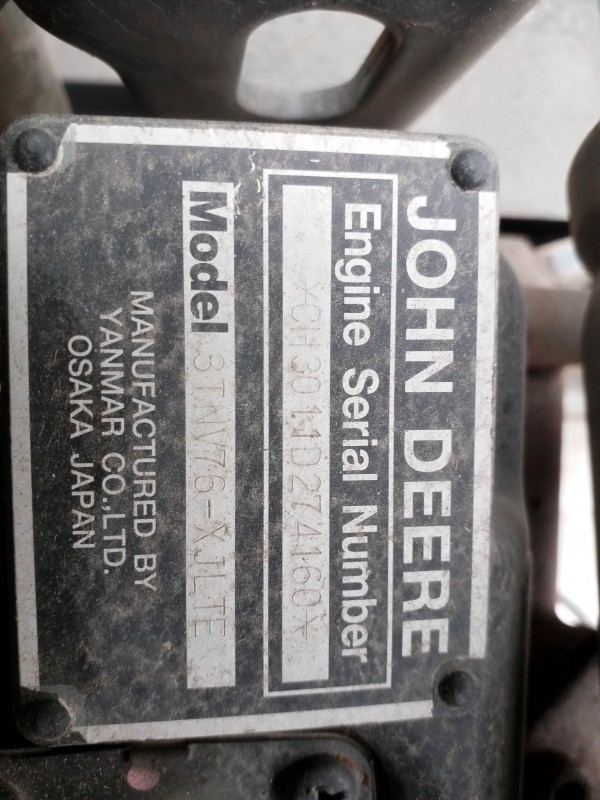 JOHN DEERE
Engine Serial Number
*CH3011D274160*
Model 3TNV76-XJLTE
MANUFACTURED BY
YANMAR CO.,LTD.
OSAKA JAPAN